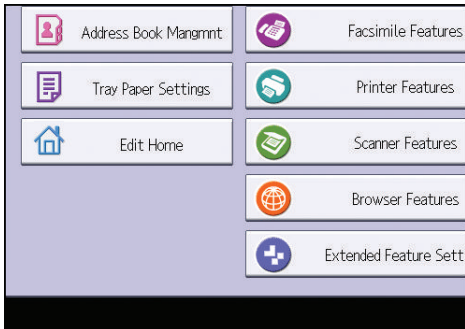 Address Book Mangmnt
Tray Paper Settings
Edit Home
Facsimile Features
Printer Features
Scanner Features
Browser Features
Extended Feature Sett